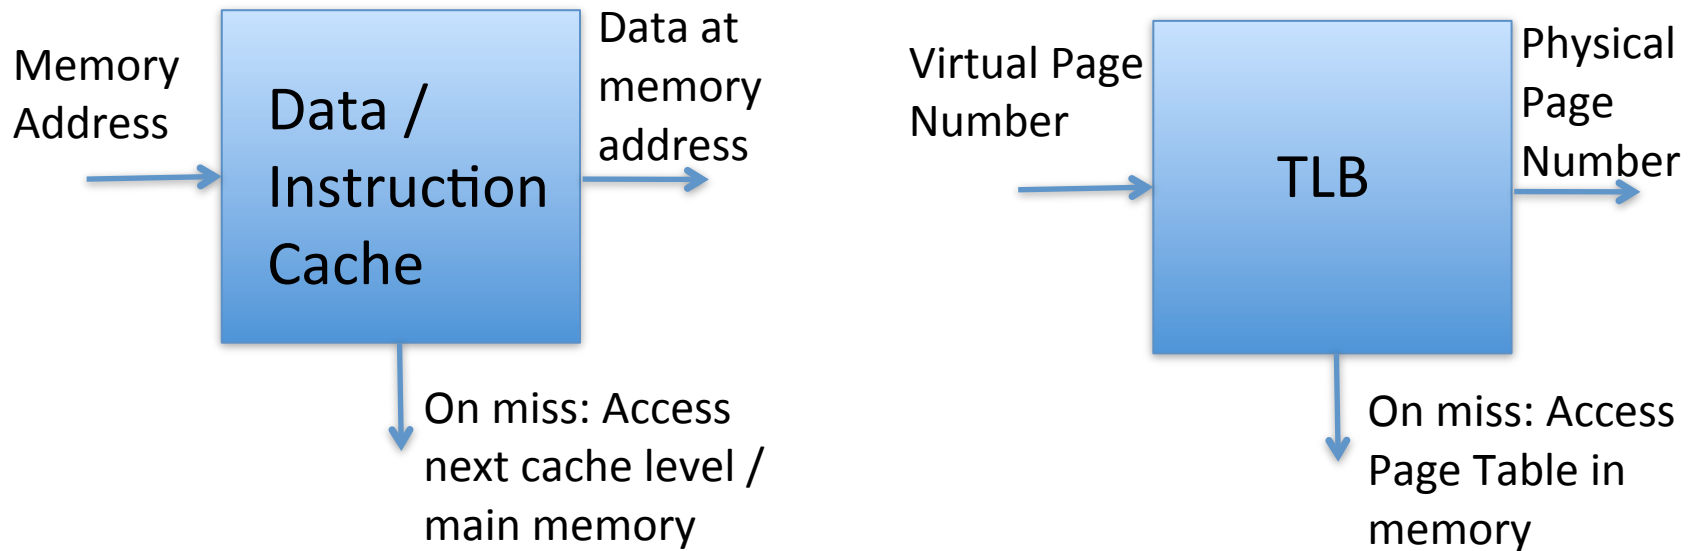 Memory
Address
Data /
Instruction
Cache
Data at
memory
address
On miss: Access
next cache level /
main memory
Virtual Page
Number
TLB
Physical
Page
Number
On miss: Access
Page Table in
memory